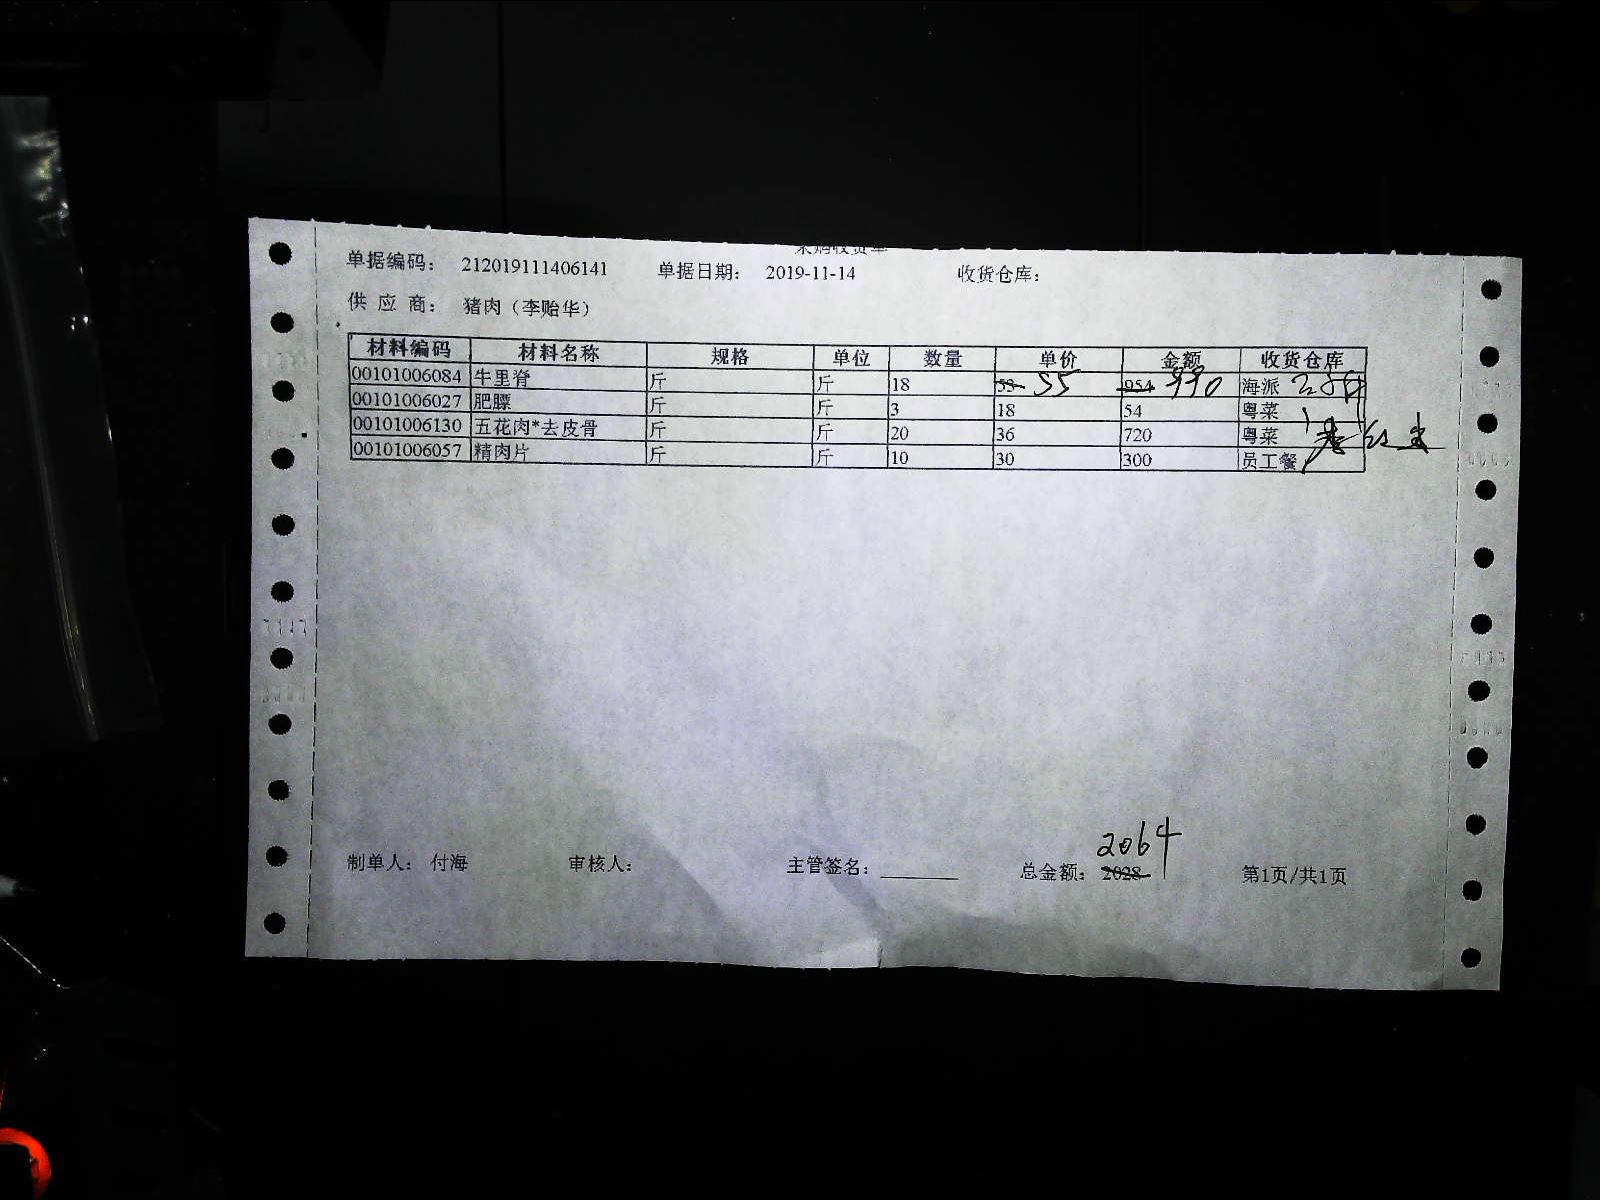 采购收货单
单据编码： 212019111406141 单据日期： 2019-11-14 收货仓库：
供 应 商： 猪肉（李贻华）
材料编码 材料名称 规格 单位 数量 单价 金额 收货仓库
00101006084 牛里脊 斤 斤 18 53 55 954 990 海派
00101006027 肥膘 斤 斤 3 18 54 粤菜
00101006130 五花肉*去皮骨 斤 斤 20 36 720 粤菜
00101006057 精肉片 斤 斤 10 30 300 员工餐
2064
制单人： 付海 审核人： 主管签名： 总金额： 2028 第1页/共1页